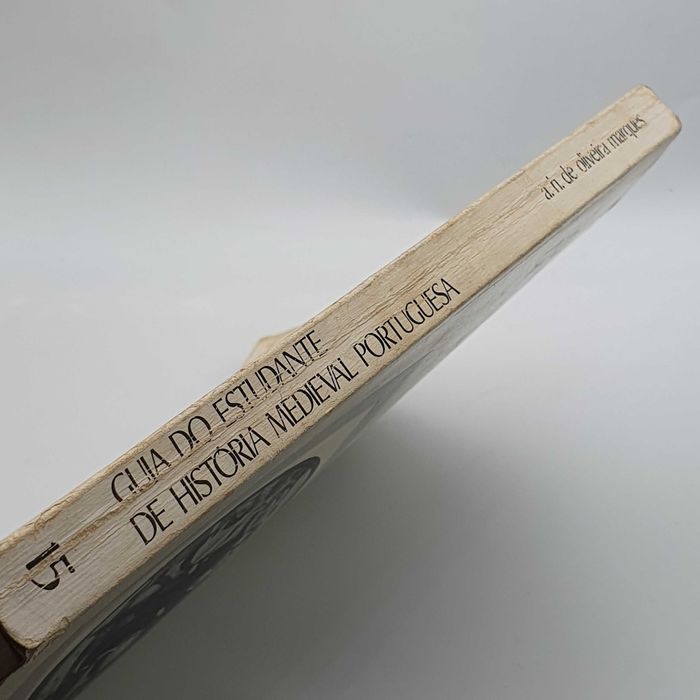 15
GUIA DO ESTUDANTE
DE HISTÓRIA MEDIEVAL PORTUGUESA
a.h. de oliveira marques